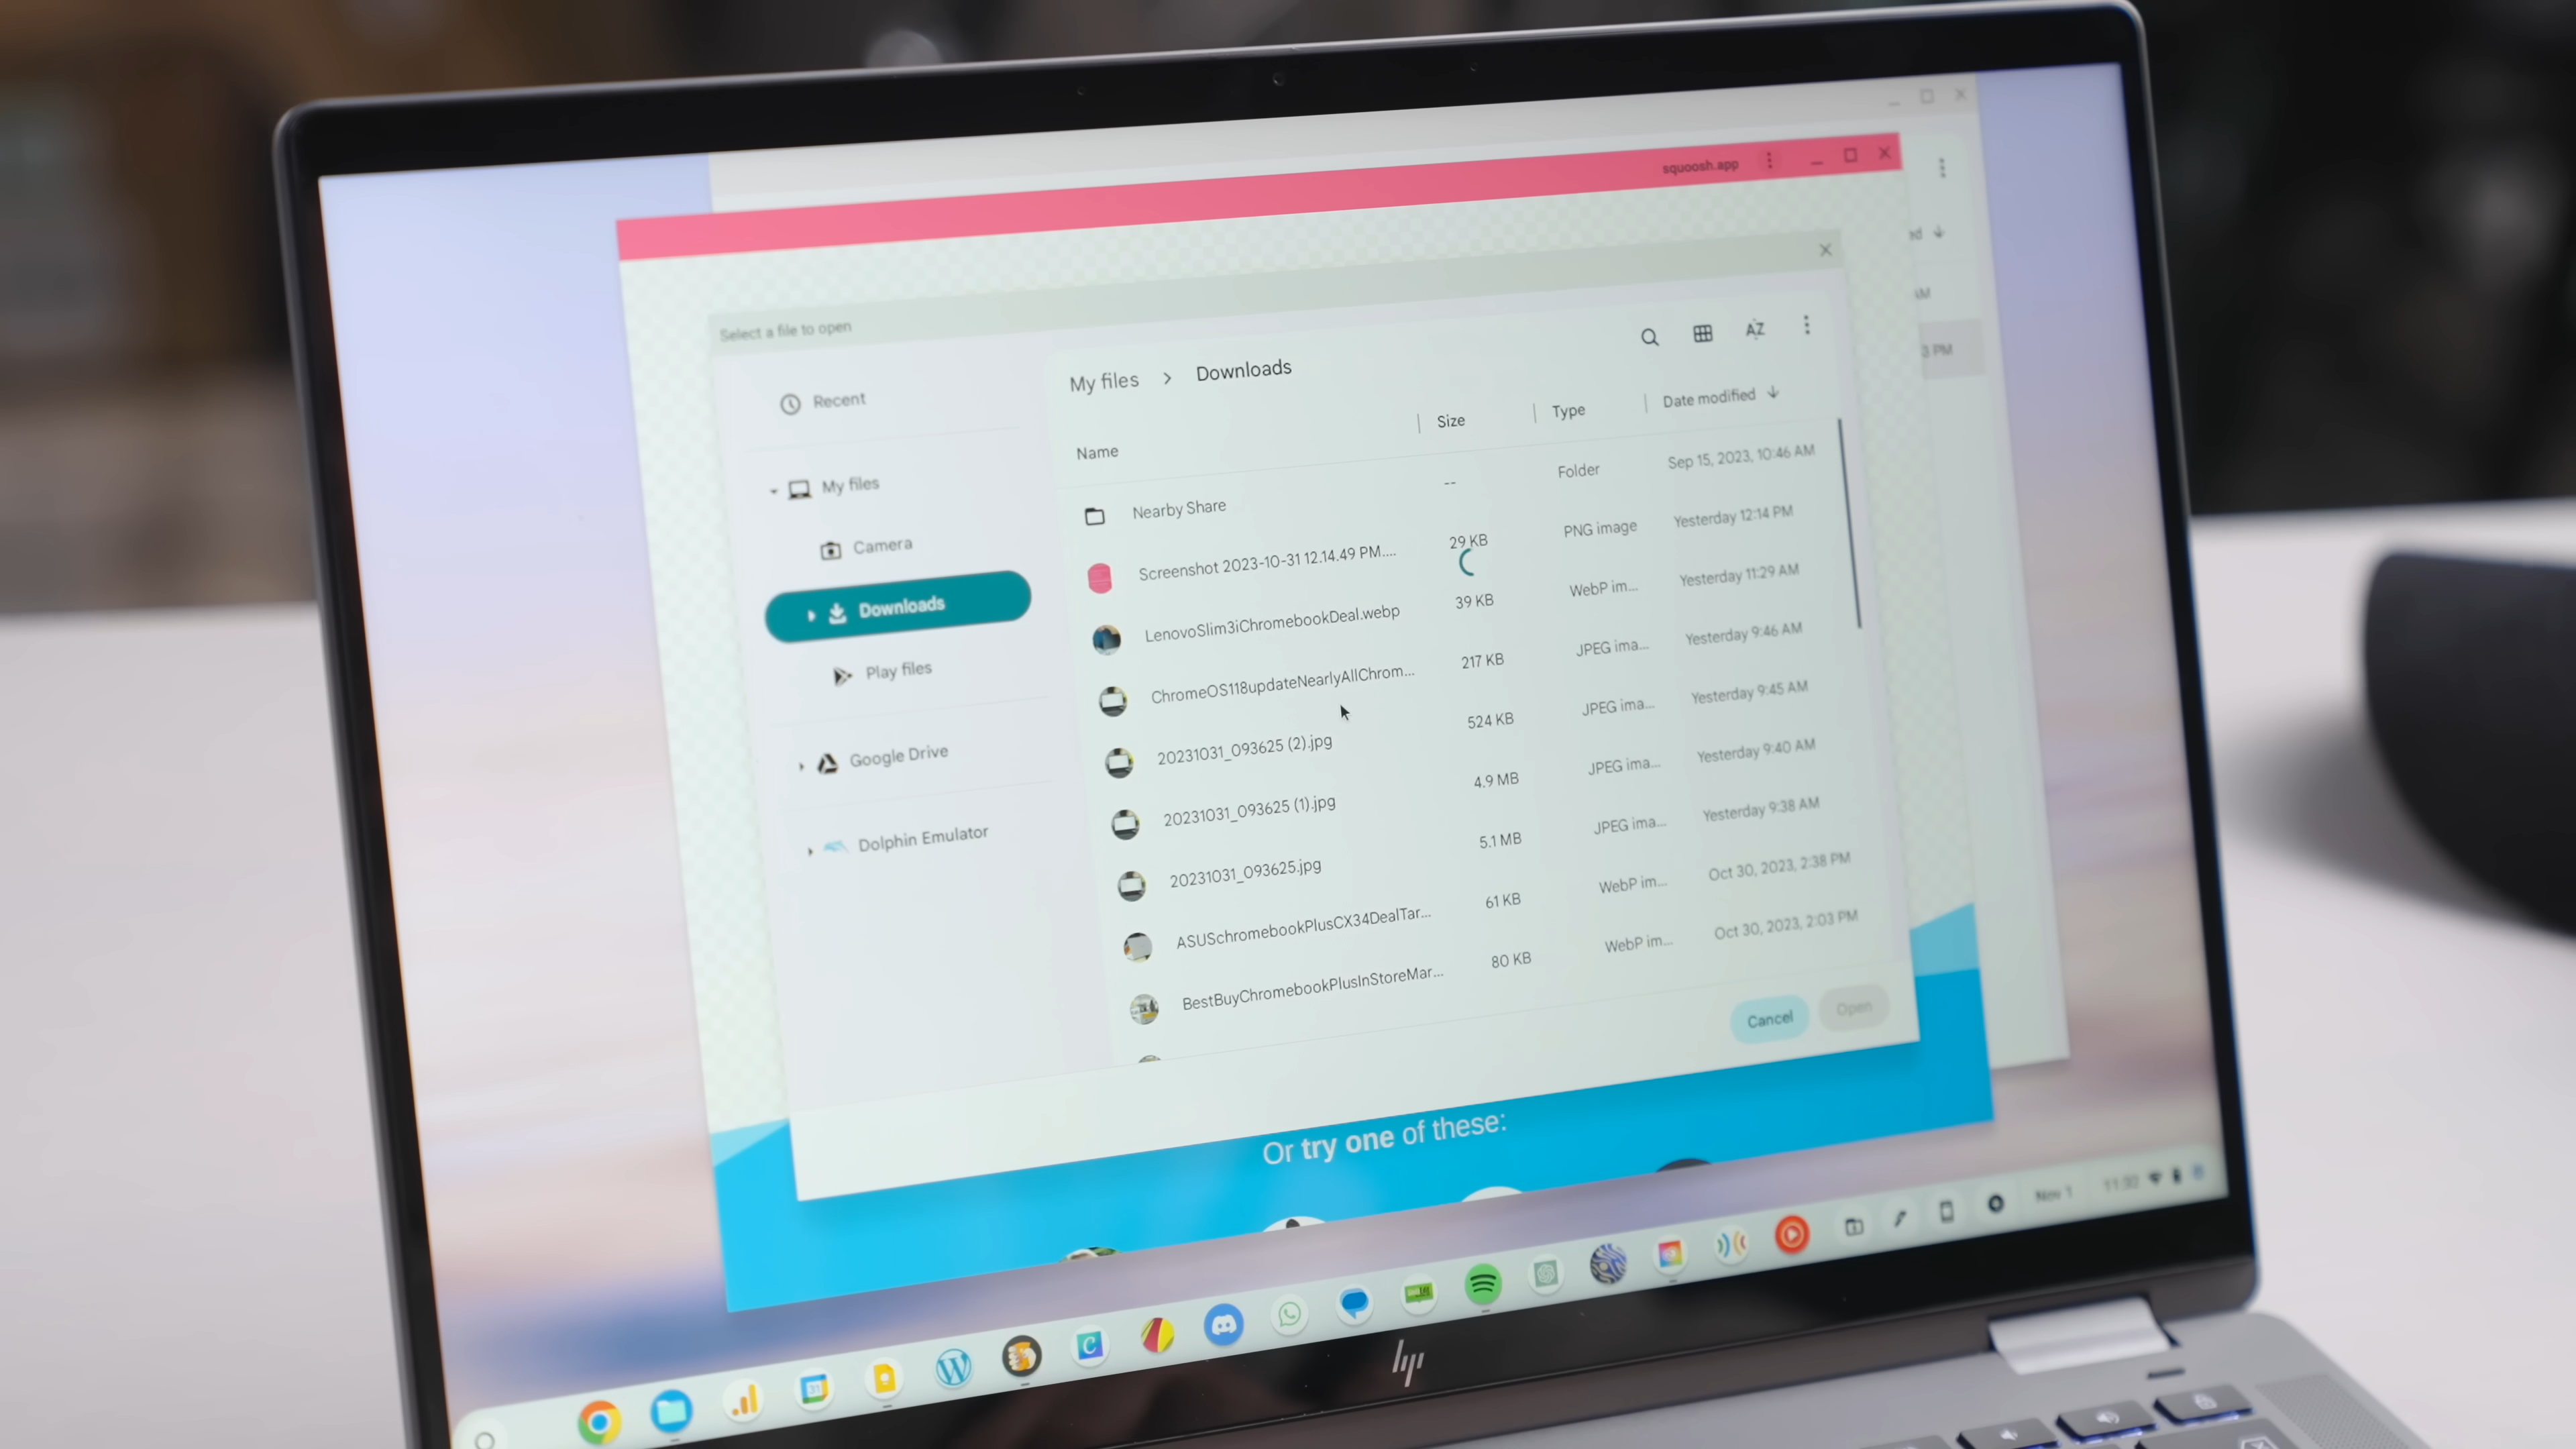 squoosh.app
Select a file to open
Recent
My files
Camera
Downloads
Play files
Google Drive
Dolphin Emulator
My files > Downloads
Name Size Type Date modified
Nearby Share -- Folder Sep 15, 2023, 10:46 AM
Screenshot 2023-10-31 12.14.49 PM.... 29 KB PNG image Yesterday 12:14 PM
LenovoSlim3iChromebookDeal.webp 39 KB WebP im... Yesterday 11:29 AM
ChromeOS118updateNearlyAllChrom... 217 KB JPEG ima... Yesterday 9:46 AM
20231031_093625 (2).jpg 524 KB JPEG ima... Yesterday 9:45 AM
20231031_093625 (1).jpg 4.9 MB JPEG ima... Yesterday 9:40 AM
20231031_093625.jpg 5.1 MB JPEG ima... Yesterday 9:38 AM
ASUSchromebookPlusCX34DealTar... 61 KB WebP im... Oct 30, 2023, 2:38 PM
BestBuyChromebookPlusInStoreMar... 80 KB WebP im... Oct 30, 2023, 2:03 PM
Cancel Open
ed
AM
3 PM
Or try one of these:
Nov 1
31
hp